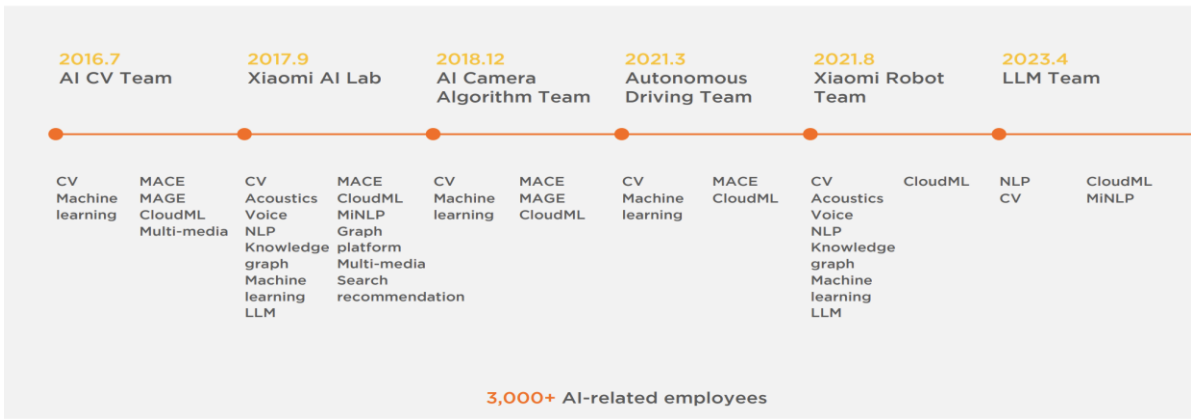 2016.7
AI CV Team
2017.9
Xiaomi AI Lab
2018.12
AI Camera
Algorithm Team
2021.3
Autonomous
Driving Team
2021.8
Xiaomi Robot
Team
2023.4
LLM Team
CV
Machine
learning
MACE
MAGE
CloudML
Multi-media
CV
Acoustics
Voice
NLP
Knowledge
graph
Machine
learning
LLM
MACE
CloudML
MiNLP
Graph
platform
Multi-media
Search
recommendation
CV
Machine
learning
MACE
MAGE
CloudML
CV
Machine
learning
MACE
CloudML
CV
Acoustics
Voice
NLP
Knowledge
graph
Machine
learning
LLM
CloudML
NLP
CV
CloudML
MiNLP
3,000+ AI-related employees